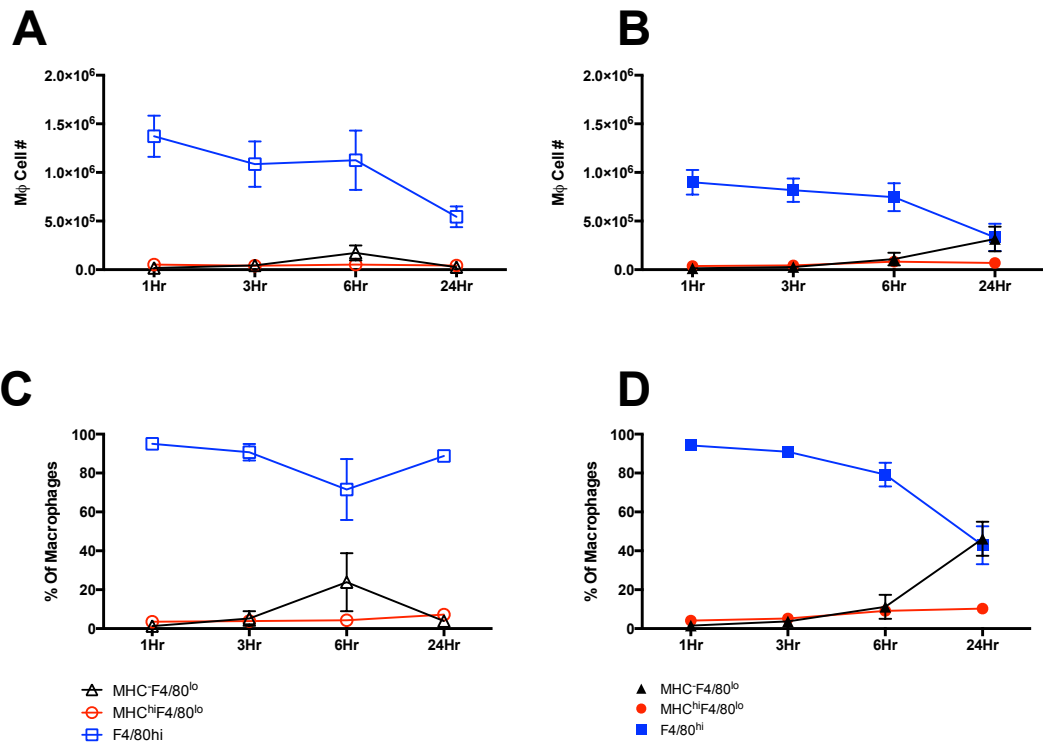 A
2.0×10⁶
1.5×10⁶
1.0×10⁶
5.0×10⁵
0.0
Mϕ Cell #
1Hr 3Hr 6Hr 24Hr
B
2.0×10⁶
1.5×10⁶
1.0×10⁶
5.0×10⁵
0.0
Mϕ Cell #
1Hr 3Hr 6Hr 24Hr
C
100
80
60
40
20
0
% Of Macrophages
1Hr 3Hr 6Hr 24Hr
MHC⁻F4/80ˡᵒ
MHCʰⁱF4/80ˡᵒ
F4/80hi
D
100
80
60
40
20
0
% Of Macrophages
1Hr 3Hr 6Hr 24Hr
MHC⁻F4/80ˡᵒ
MHCʰⁱF4/80ˡᵒ
F4/80ʰⁱ